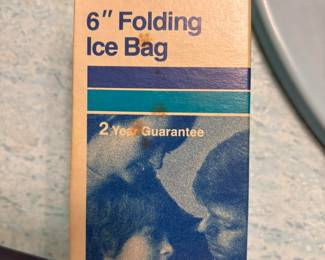 6" Folding
Ice Bag
2 Year Guarantee